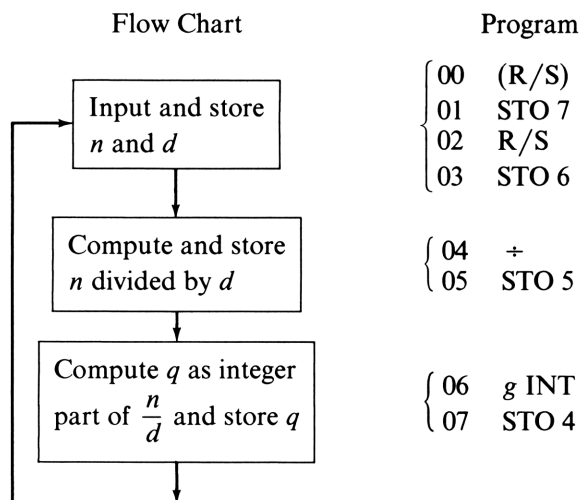 Flow Chart Program
Input and store
n and d
00 (R/S)
01 STO 7
02 R/S
03 STO 6
Compute and store
n divided by d
04 ÷
05 STO 5
Compute q as integer
part of n/d and store q
06 g INT
07 STO 4